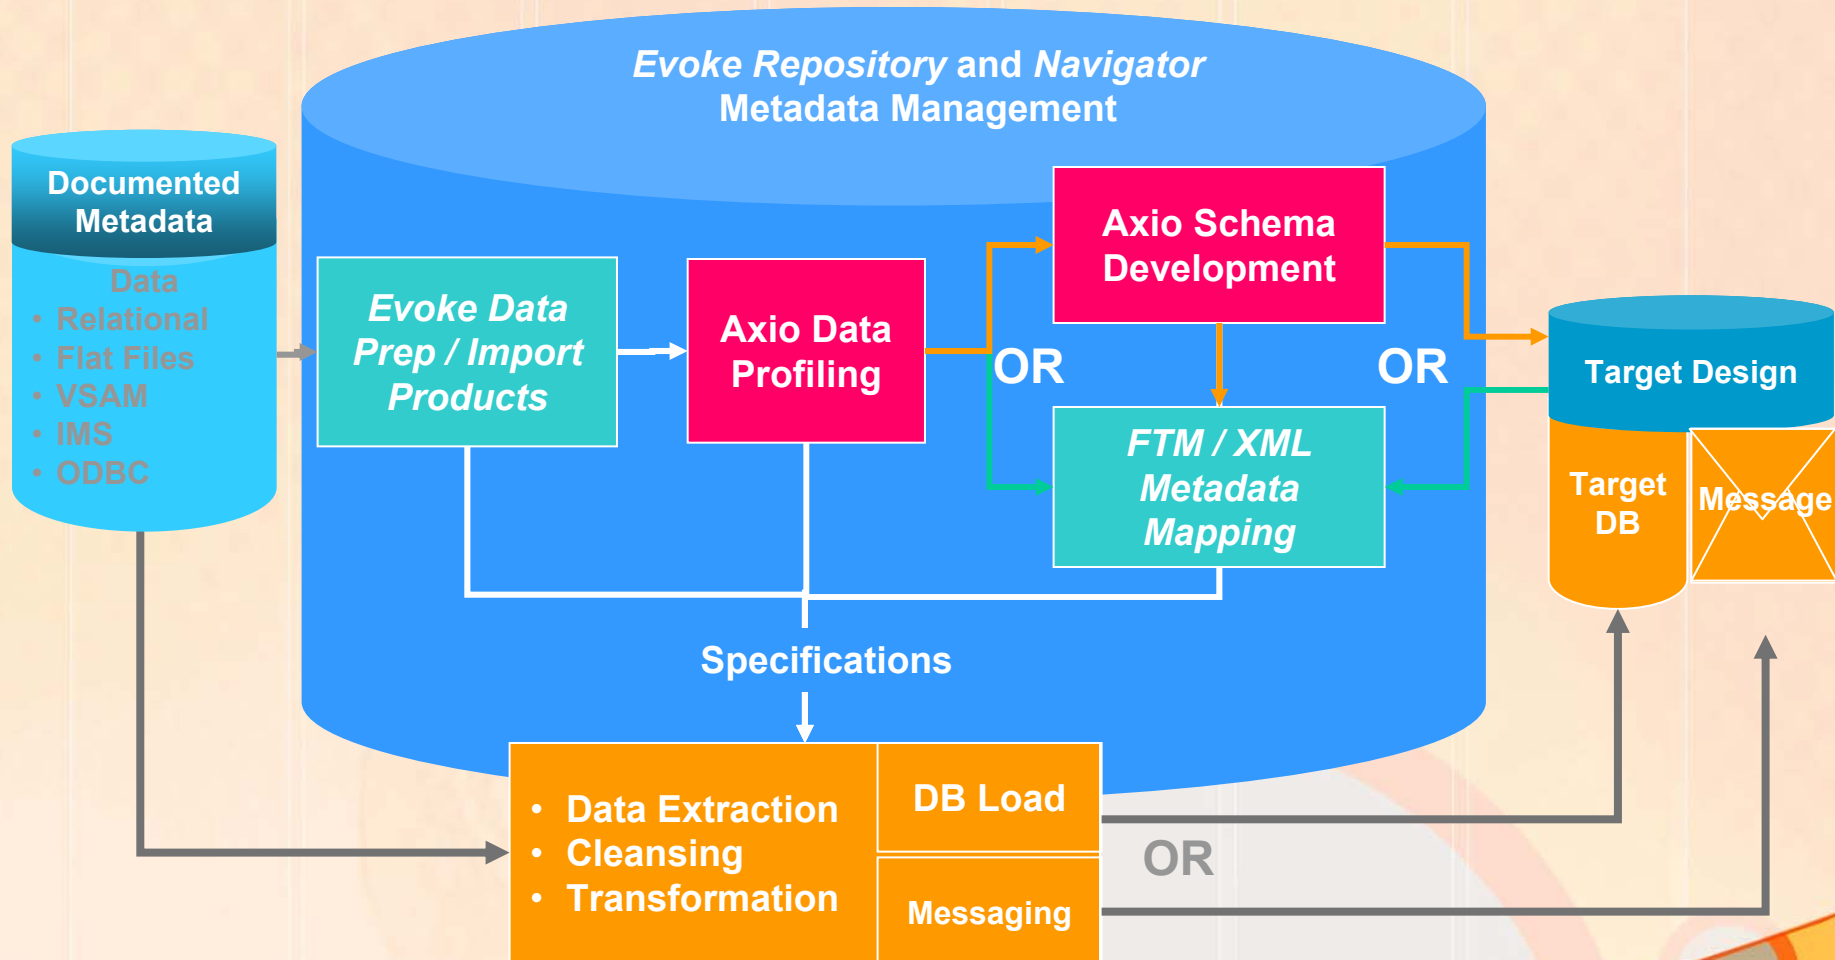 Evoke Repository and Navigator
Metadata Management
Documented
Metadata
Data
• Relational
• Flat Files
• VSAM
• IMS
• ODBC
Evoke Data
Prep / Import
Products
Axio Data
Profiling
Axio Schema
Development
OR
OR
FTM / XML
Metadata
Mapping
Target Design
Target
DB
Message
Specifications
• Data Extraction
• Cleansing
• Transformation
DB Load
Messaging
OR